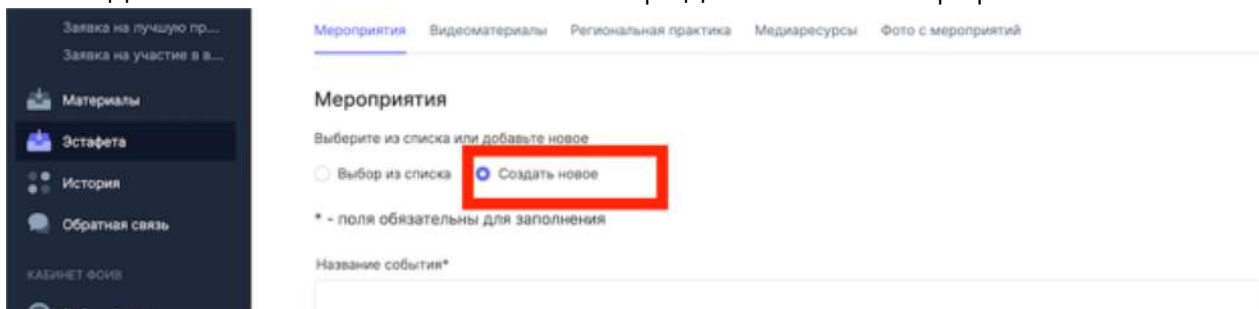 Заявка на лучшую пр...
Заявка на участие в в...
Материалы
Эстафета
История
Обратная связь
КАБИНЕТ ФОИВ
Мероприятия Видеоматериалы Региональная практика Медиаресурсы Фото с мероприятий
Мероприятия
Выберите из списка или добавьте новое
Выбор из списка Создать новое
* - поля обязательны для заполнения
Название события*